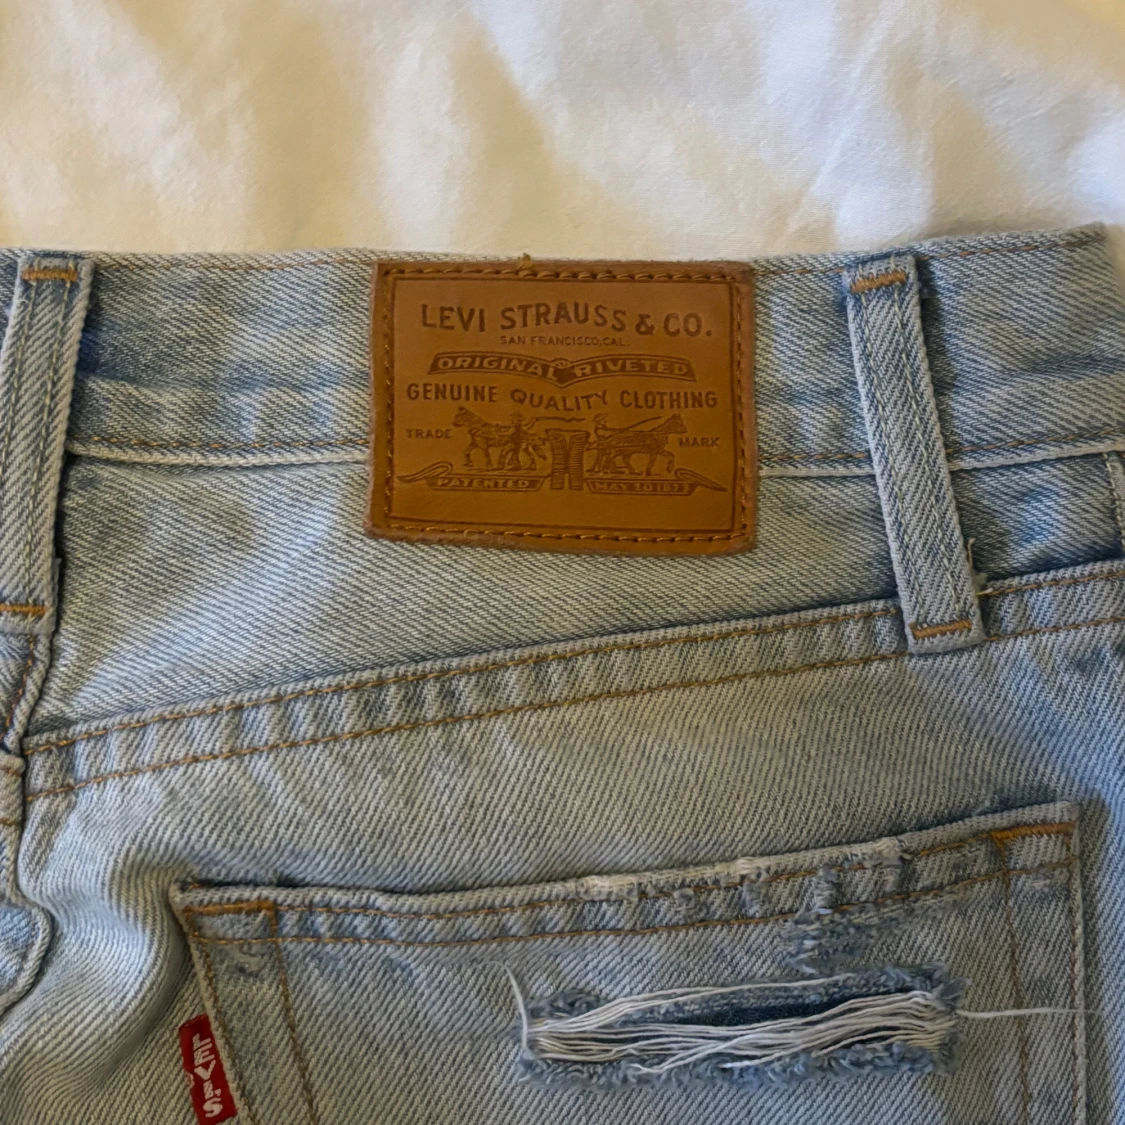 LEVI STRAUSS & CO.
SAN FRANCISCO, CAL.
ORIGINAL RIVETED
GENUINE QUALITY CLOTHING
TRADE MARK
PATENTED MAY 20 1873
LEVI'S